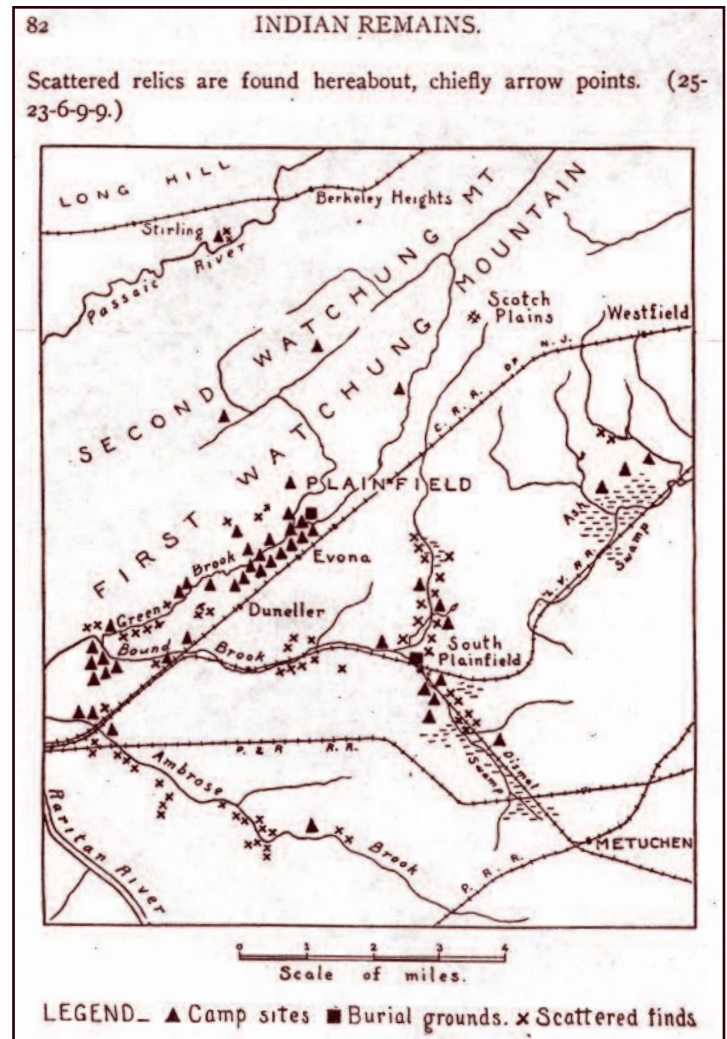 82 INDIAN REMAINS.
Scattered relics are found hereabout, chiefly arrow points. (25-
23-6-9-9.)
LONG HILL
Berkeley Heights
Stirling
Passaic River
SECOND WATCHUNG MT.
FIRST WATCHUNG MOUNTAIN
Scotch
Plains
Westfield
C. R. R. OF N. J.
PLAINFIELD
Ash Swamp
L. V. R. R.
Evona
Green Brook
Duneller
Bound Brook
South
Plainfield
P. & R. R. R.
Dismal Swamp
Ambrose Brook
Raritan River
METUCHEN
P. R. R.
0 1 2 3 4
Scale of miles.
LEGEND_ ▲ Camp sites ■ Burial grounds. x Scattered finds